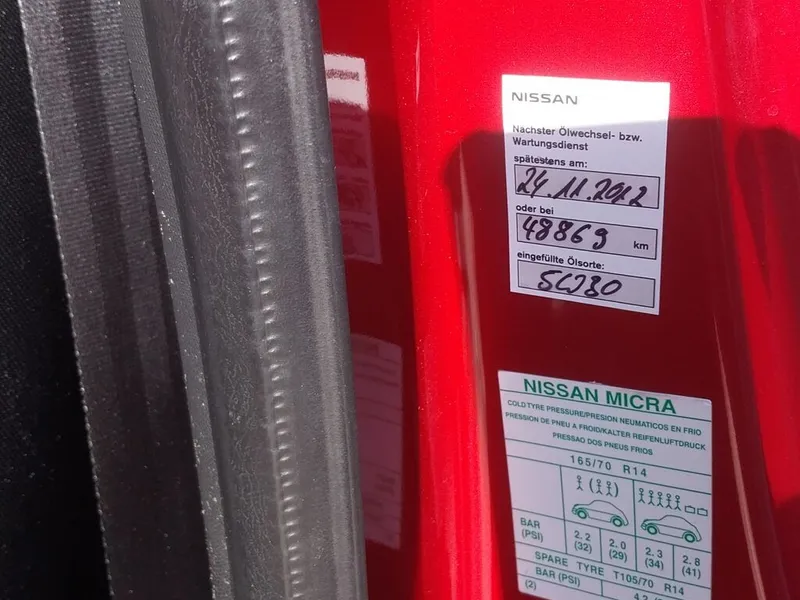 NISSAN
Nächster Ölwechsel- bzw.
Wartungsdienst
spätestens am:
24.11.2012
oder bei
48869 km
eingefüllte Ölsorte:
5W30
NISSAN MICRA
COLD TYRE PRESSURE/PRESION NEUMATICOS EN FRIO
PRESSION DE PNEU A FROID/KALTER REIFENLUFTDRUCK
PRESSAO DOS PNEUS FRIOS
165/70 R14
BAR (PSI) 2.2 (32) 2.0 (29) 2.3 (34) 2.8 (41)
SPARE TYRE T105/70 R14
BAR (PSI)
(2)